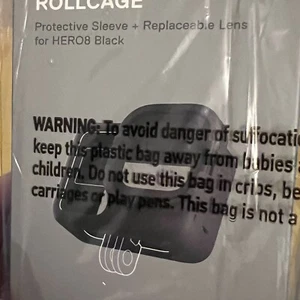 ROLLCAGE
Protective Sleeve + Replaceable Lens
for HERO8 Black
WARNING: To avoid danger of suffocati
keep this plastic bag away from babies a
children. Do not use this bag in cribs, be
carriages or play pens. This bag is not a